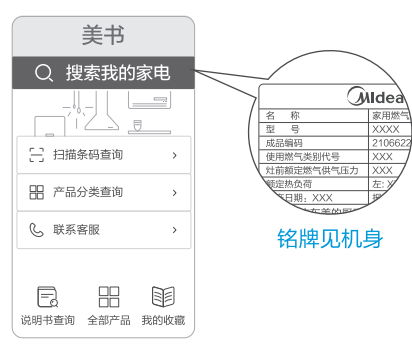 美书
搜索我的家电
扫描条码查询
产品分类查询
联系客服
说明书查询 全部产品 我的收藏
Midea
名 称 家用燃气
型 号 XXXX
成品编码 2106622
使用燃气类别代号 XXX
灶前额定燃气供气压力 XXX
额定热负荷 左: X
日期: XXX
铭牌见机身